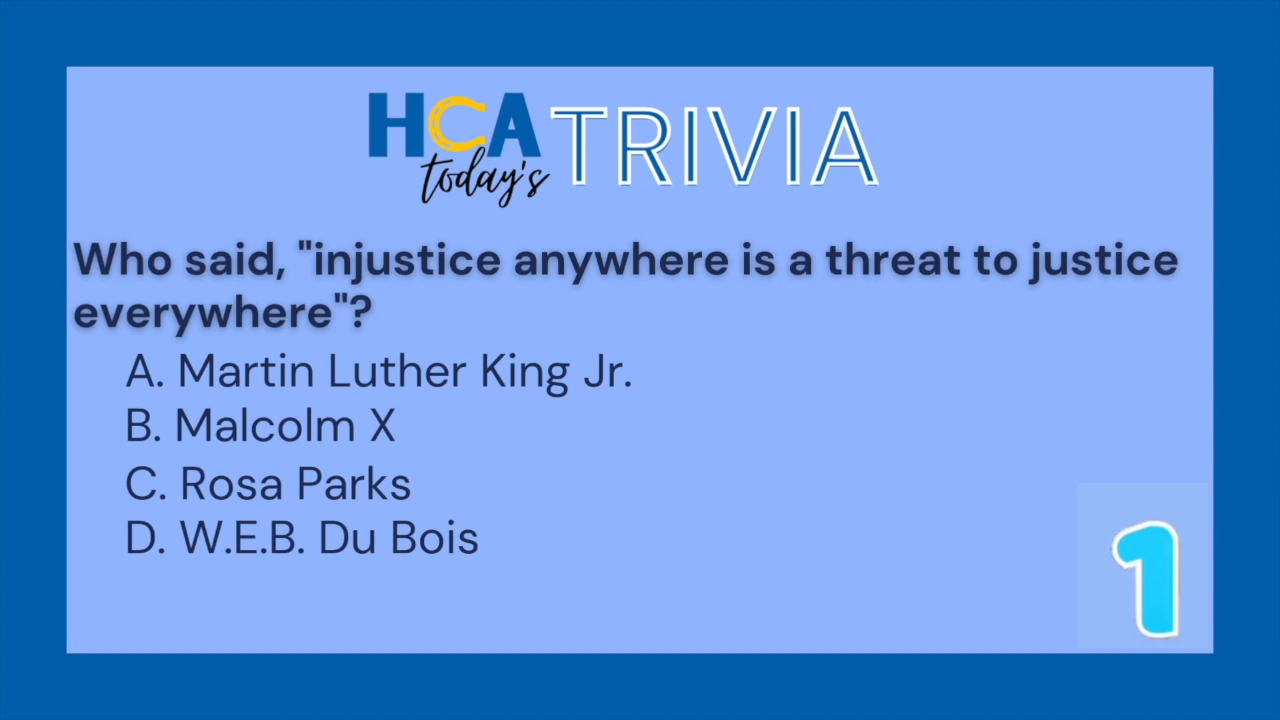 HCA TRIVIA
today's
Who said, "injustice anywhere is a threat to justice
everywhere"?
A. Martin Luther King Jr.
B. Malcolm X
C. Rosa Parks
D. W.E.B. Du Bois
1